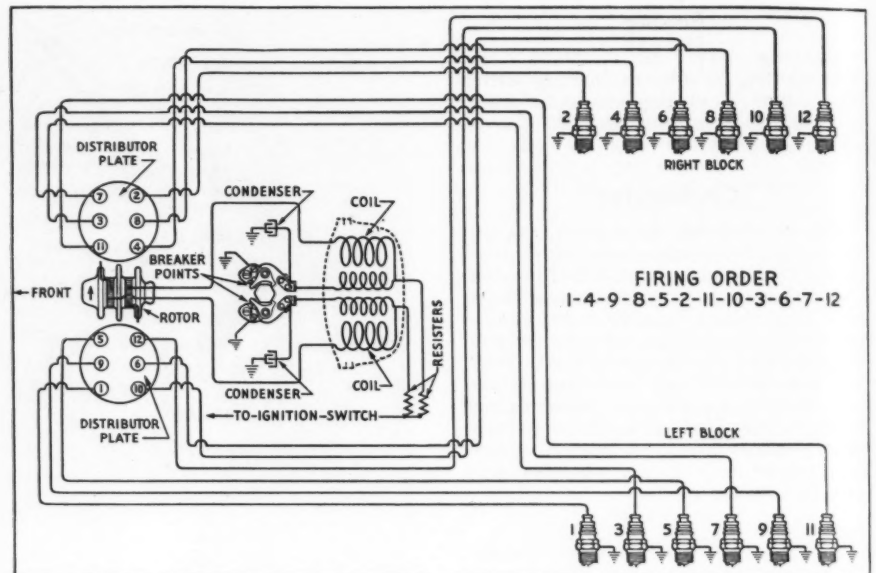 2 4 6 8 10 12
RIGHT BLOCK
DISTRIBUTOR
PLATE
7 2
3 8
11 4
CONDENSER
COIL
BREAKER
POINTS
FRONT
ROTOR
FIRING ORDER
1-4-9-8-5-2-11-10-3-6-7-12
5 12
9 6
1 10
RESISTERS
CONDENSER
COIL
TO-IGNITION-SWITCH
DISTRIBUTOR
PLATE
LEFT BLOCK
1 3 5 7 9 11